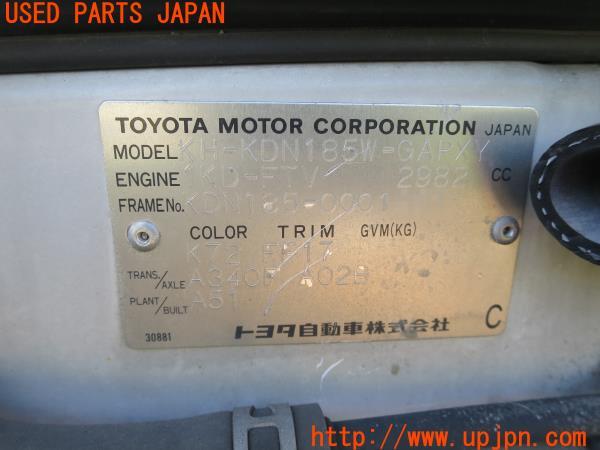 USED PARTS JAPAN
TOYOTA MOTOR CORPORATION JAPAN
MODEL KH-KDN185W-GAPXY
ENGINE 1KD-FTV 2982 CC
FRAME No. KDN185-0001
COLOR TRIM GVM(KG)
K72 FF17
TRANS./AXLE A340F A02B
PLANT/BUILT A51
30881
トヨタ自動車株式会社 C
http://www.upjpn.com/